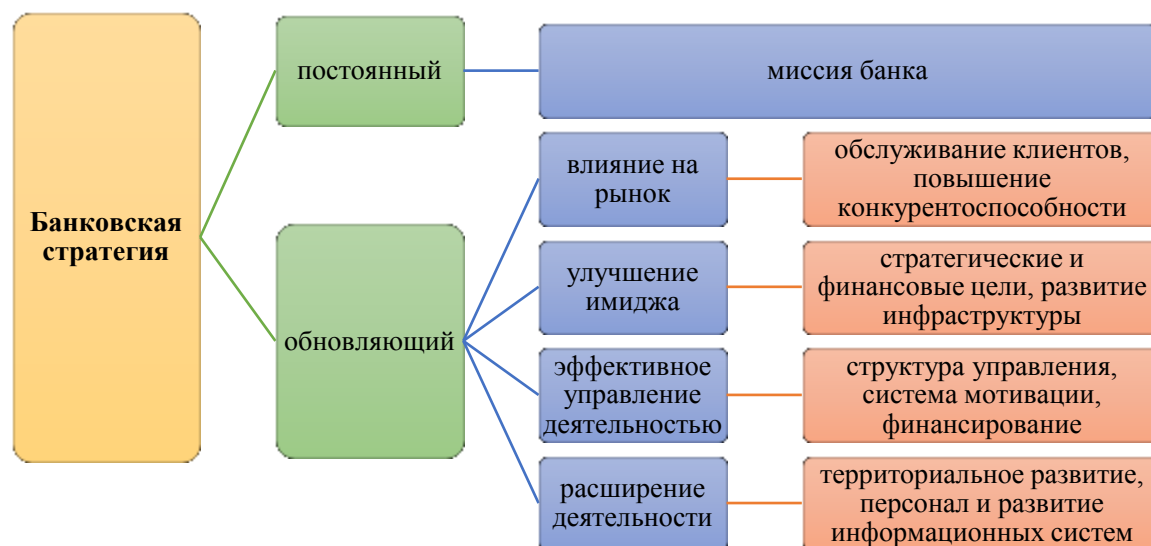 Банковская
стратегия
постоянный
миссия банка
обновляющий
влияние на
рынок
обслуживание клиентов,
повышение
конкурентоспособности
улучшение
имиджа
стратегические и
финансовые цели, развитие
инфраструктуры
эффективное
управление
деятельностью
структура управления,
система мотивации,
финансирование
расширение
деятельности
территориальное развитие,
персонал и развитие
информационных систем